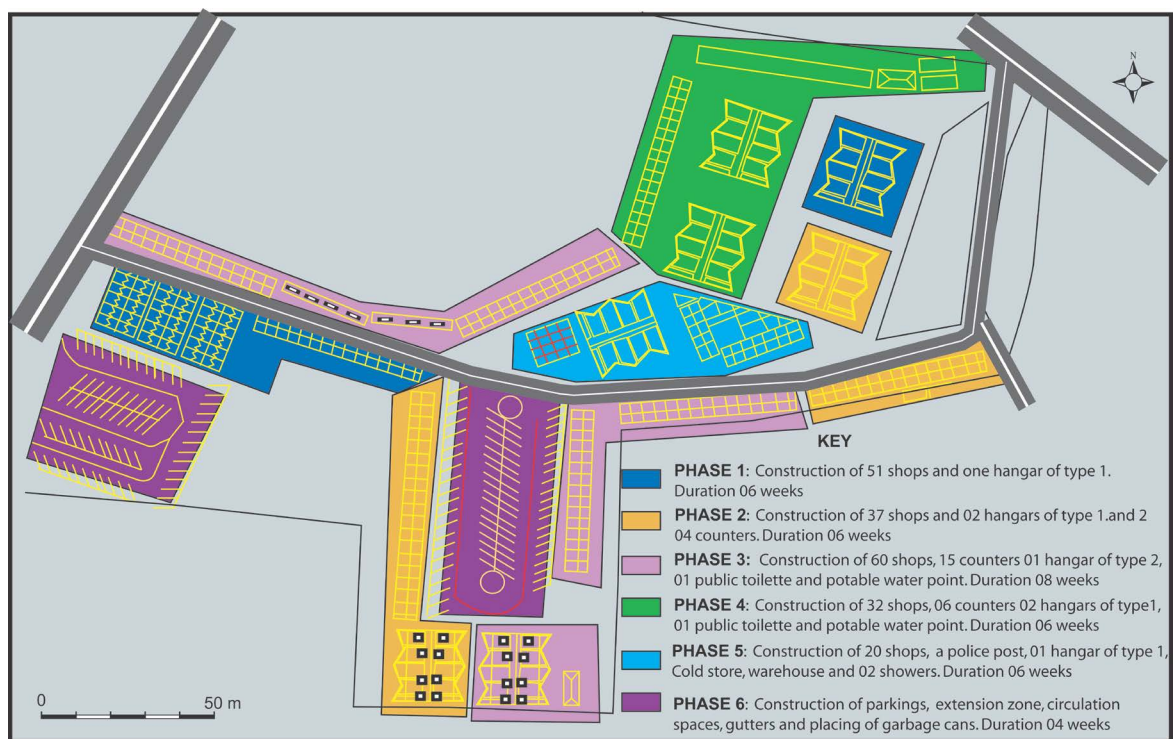 N
KEY
PHASE 1: Construction of 51 shops and one hangar of type 1.
Duration 06 weeks
PHASE 2: Construction of 37 shops and 02 hangars of type 1.and 2
04 counters. Duration 06 weeks
PHASE 3: Construction of 60 shops, 15 counters 01 hangar of type 2,
01 public toilette and potable water point. Duration 08 weeks
PHASE 4: Construction of 32 shops, 06 counters 02 hangars of type1,
01 public toilette and potable water point. Duration 06 weeks
PHASE 5: Construction of 20 shops, a police post, 01 hangar of type 1,
Cold store, warehouse and 02 showers. Duration 06 weeks
PHASE 6: Construction of parkings, extension zone, circulation
spaces, gutters and placing of garbage cans. Duration 04 weeks
0 50 m